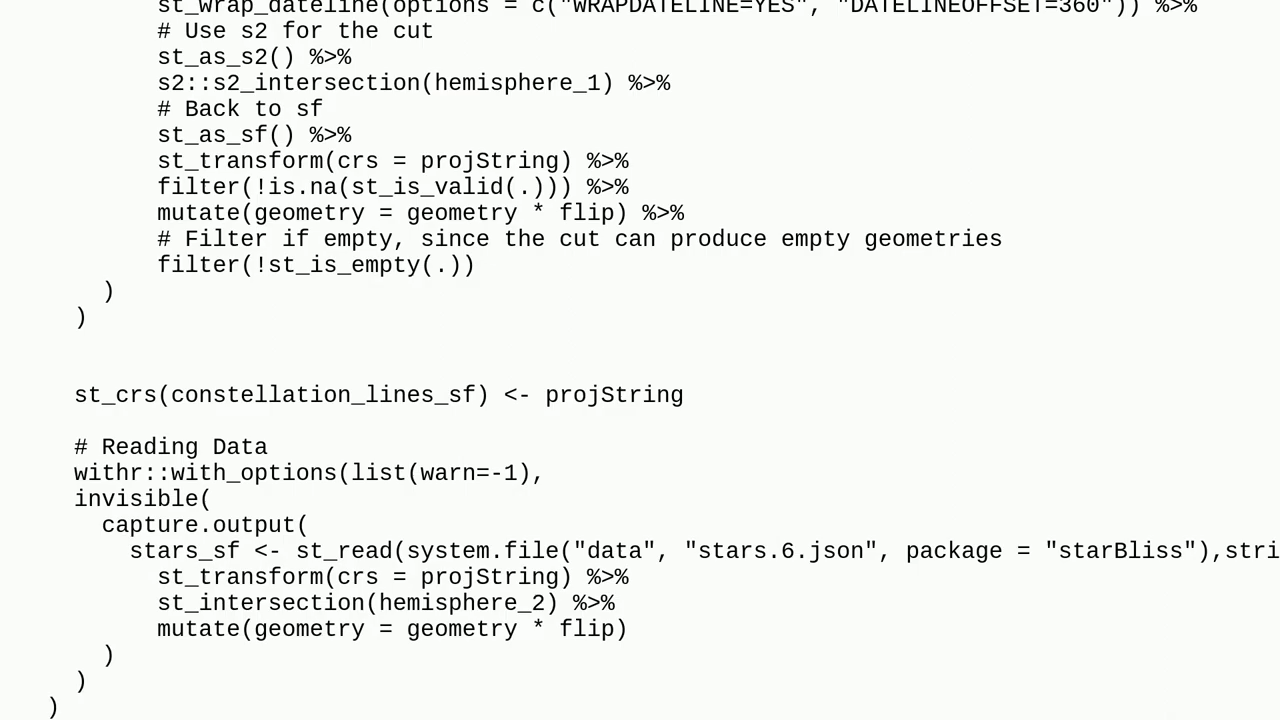 st_wrap_dateline(options = c("WRAPDATELINE=YES", "DATELINEOFFSET=360")) %>%
# Use s2 for the cut
st_as_s2() %>%
s2::s2_intersection(hemisphere_1) %>%
# Back to sf
st_as_sf() %>%
st_transform(crs = projString) %>%
filter(!is.na(st_is_valid(.))) %>%
mutate(geometry = geometry * flip) %>%
# Filter if empty, since the cut can produce empty geometries
filter(!st_is_empty(.))
)
)
st_crs(constellation_lines_sf) <- projString
# Reading Data
withr::with_options(list(warn=-1),
invisible(
capture.output(
stars_sf <- st_read(system.file("data", "stars.6.json", package = "starBliss"),stri
st_transform(crs = projString) %>%
st_intersection(hemisphere_2) %>%
mutate(geometry = geometry * flip)
)
)
)